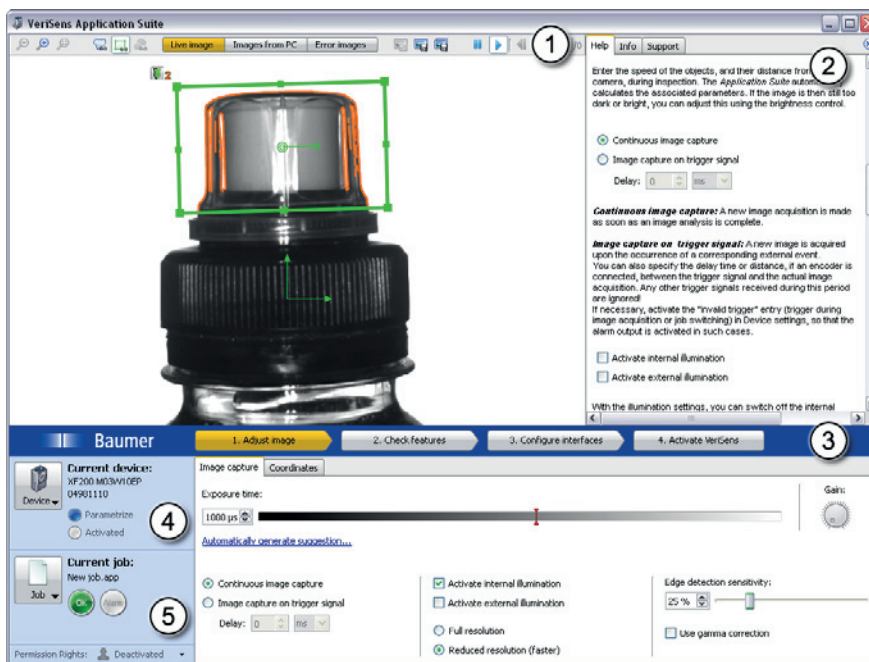 VeriSens Application Suite
Live image
Images from PC
Error images
1
Help
Info
Support
2
2
Enter the speed of the objects, and their distance from
camera, during inspection. The Application Suite
calculates the associated parameters. If the image is then still too
dark or bright, you can adjust this using the brightness control.
Continuous image capture
Image capture on trigger signal
Delay: 0 ms
Continuous image capture: A new image acquisition is made
as soon as an image analysis is complete.
Image capture on trigger signal: A new image is acquired
upon the occurrence of a corresponding external event.
You can also specify the delay time or distance, if an encoder is
connected, between the trigger signal and the actual image
acquisition. Any other trigger signals received during this period
are ignored!
If necessary, activate the "invalid trigger" entry (trigger during
image acquisition or job switching) in Device settings, so that the
alarm output is activated in such cases.
Activate internal illumination
Activate external illumination
With the illumination settings, you can switch off the internal
Baumer
1. Adjust image
2. Check features
3. Configure interfaces
4. Activate VeriSens
3
Current device:
XF200 M03W10EP
04981110
Device
Parametrize
Activated
4
Current job:
New job.app
Job
OK
Alarm
5
Permission Rights: Deactivated
Image capture
Coordinates
Exposure time:
1000 µs
Automatically generate suggestion...
Gain:
Continuous image capture
Image capture on trigger signal
Delay: 0 ms
Activate internal illumination
Activate external illumination
Full resolution
Reduced resolution (faster)
Edge detection sensitivity:
25 %
Use gamma correction